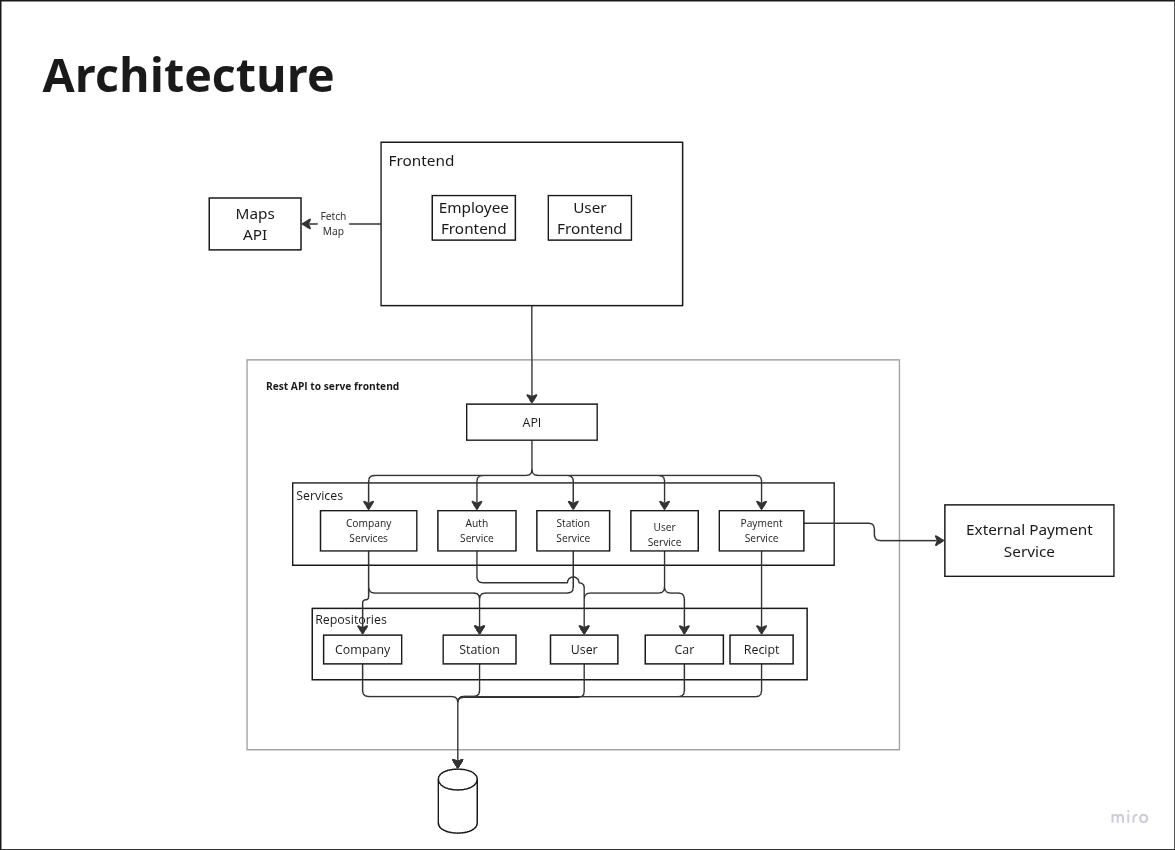 Architecture
Frontend
Employee
Frontend
User
Frontend
Maps
API
Fetch
Map
Rest API to serve frontend
API
Services
Company
Services
Auth
Service
Station
Service
User
Service
Payment
Service
External Payment
Service
Repositories
Company
Station
User
Car
Recipt
miro